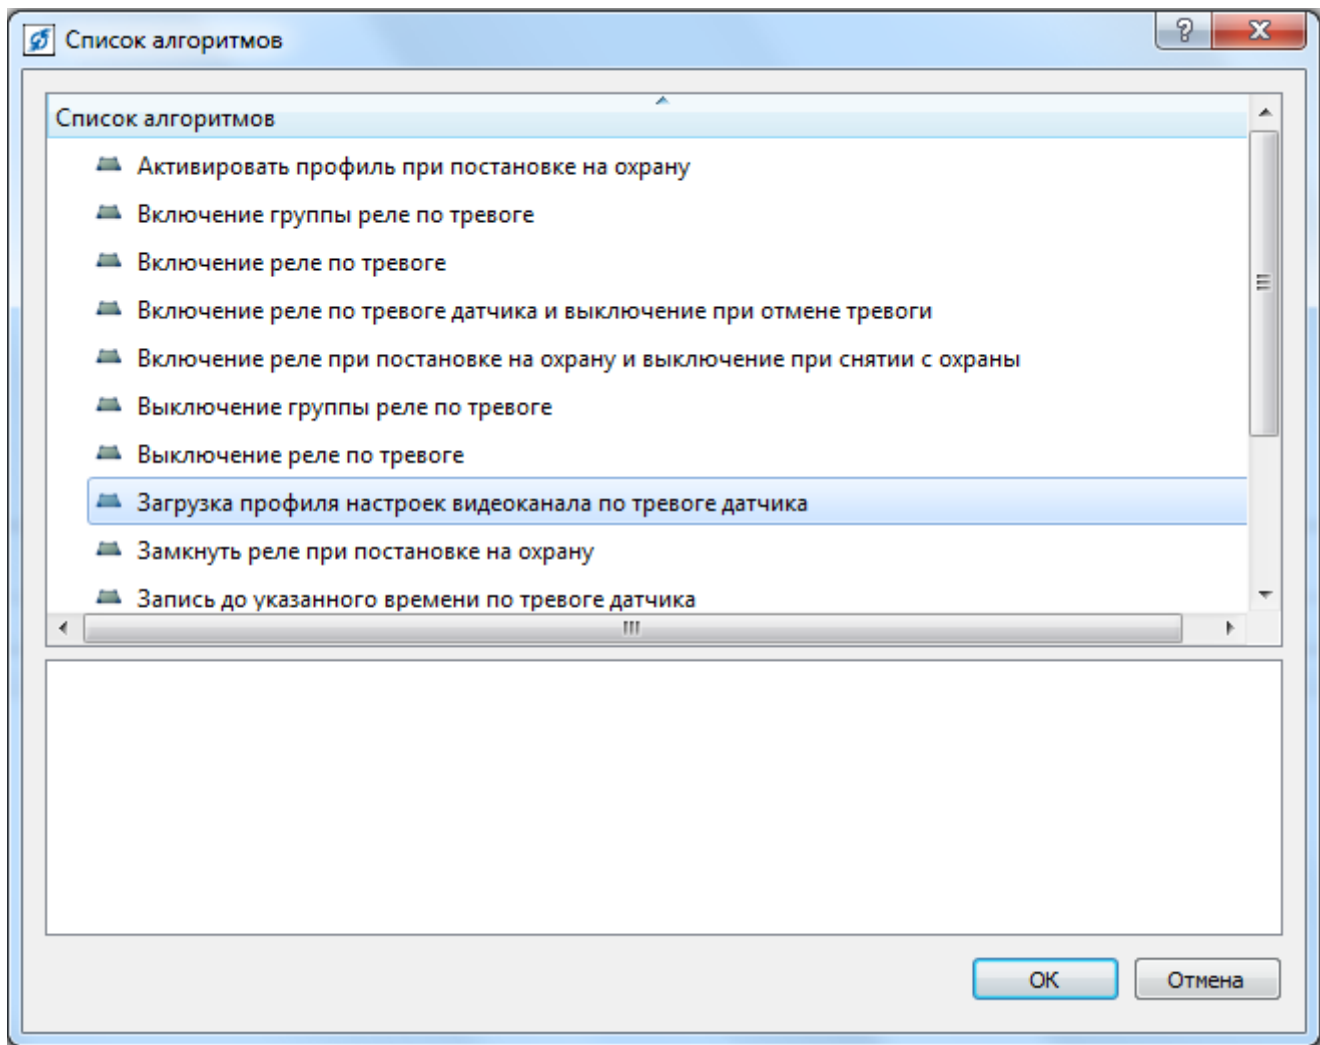 Список алгоритмов
Список алгоритмов
Активировать профиль при постановке на охрану
Включение группы реле по тревоге
Включение реле по тревоге
Включение реле по тревоге датчика и выключение при отмене тревоги
Включение реле при постановке на охрану и выключение при снятии с охраны
Выключение группы реле по тревоге
Выключение реле по тревоге
Загрузка профиля настроек видеоканала по тревоге датчика
Замкнуть реле при постановке на охрану
Запись до указанного времени по тревоге датчика
ОК Отмена